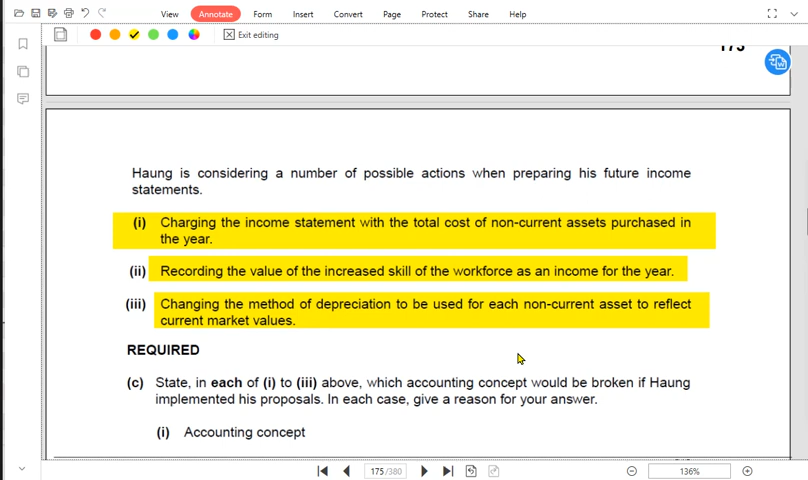 View Annotate Form Insert Convert Page Protect Share Help
Exit editing
Haung is considering a number of possible actions when preparing his future income
statements.
(i) Charging the income statement with the total cost of non-current assets purchased in
the year.
(ii) Recording the value of the increased skill of the workforce as an income for the year.
(iii) Changing the method of depreciation to be used for each non-current asset to reflect
current market values.
REQUIRED
(c) State, in each of (i) to (iii) above, which accounting concept would be broken if Haung
implemented his proposals. In each case, give a reason for your answer.
(i) Accounting concept
175 /380 136%